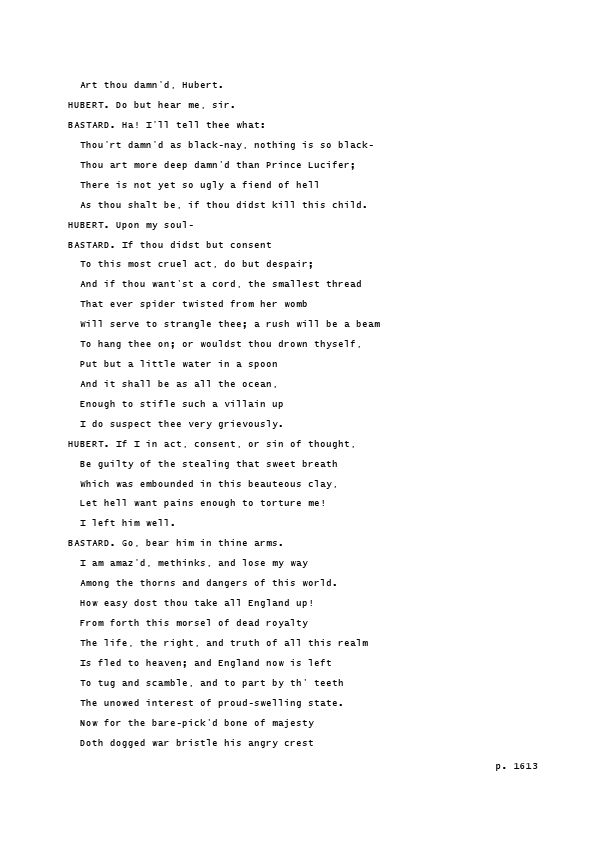 Art thou damn'd, Hubert.
HUBERT. Do but hear me, sir.
BASTARD. Ha! I'll tell thee what:
Thou'rt damn'd as black-nay, nothing is so black-
Thou art more deep damn'd than Prince Lucifer;
There is not yet so ugly a fiend of hell
As thou shalt be, if thou didst kill this child.
HUBERT. Upon my soul-
BASTARD. If thou didst but consent
To this most cruel act, do but despair;
And if thou want'st a cord, the smallest thread
That ever spider twisted from her womb
Will serve to strangle thee; a rush will be a beam
To hang thee on; or wouldst thou drown thyself,
Put but a little water in a spoon
And it shall be as all the ocean,
Enough to stifle such a villain up
I do suspect thee very grievously.
HUBERT. If I in act, consent, or sin of thought,
Be guilty of the stealing that sweet breath
Which was embounded in this beauteous clay,
Let hell want pains enough to torture me!
I left him well.
BASTARD. Go, bear him in thine arms.
I am amaz'd, methinks, and lose my way
Among the thorns and dangers of this world.
How easy dost thou take all England up!
From forth this morsel of dead royalty
The life, the right, and truth of all this realm
Is fled to heaven; and England now is left
To tug and scamble, and to part by th' teeth
The unowed interest of proud-swelling state.
Now for the bare-pick'd bone of majesty
Doth dogged war bristle his angry crest
p. 1613